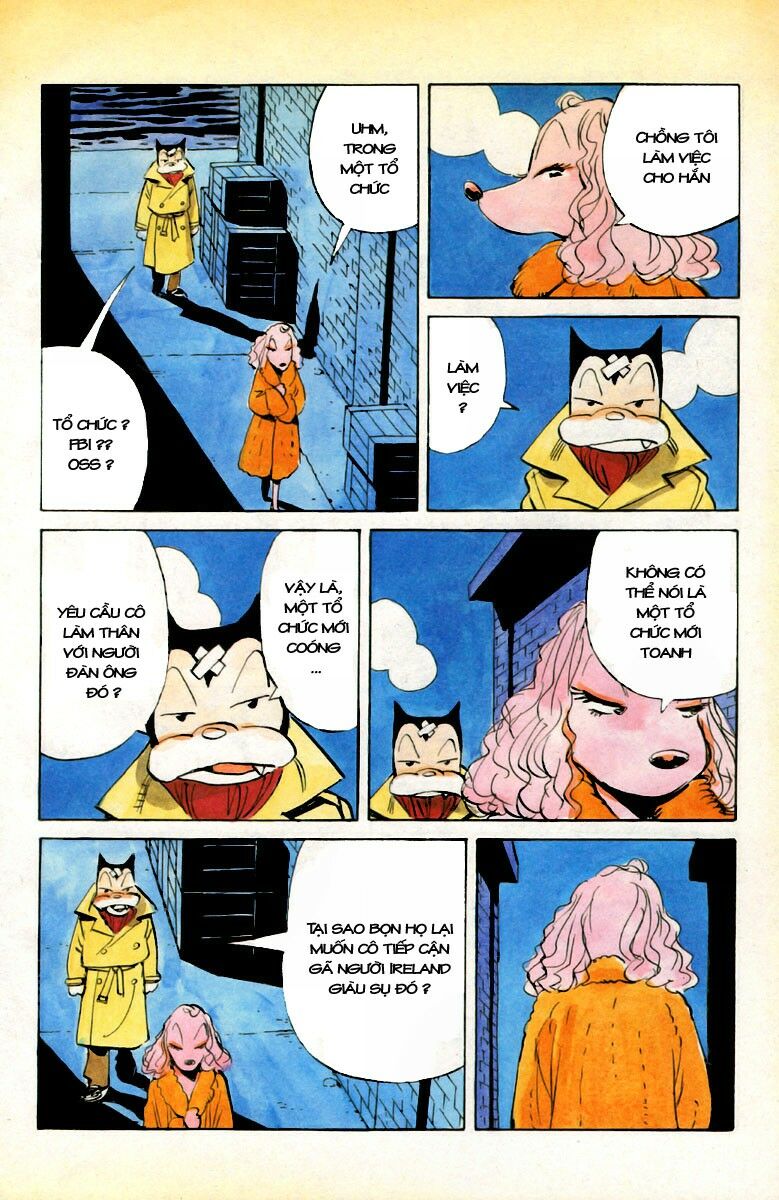 CHỒNG TÔI
LÀM VIỆC
CHO HẮN
LÀM
VIỆC
?
UHM,
TRONG
MỘT TỔ
CHỨC
TỔ CHỨC ?
FBI ??
OSS ?
KHÔNG CÓ
THỂ NÓI LÀ
MỘT TỔ
CHỨC MỚI
TOANH
VẬY LÀ,
MỘT TỔ
CHỨC MỚI
COÓNG
...
YÊU CẦU CÔ
LÀM THÂN
VỚI NGƯỜI
ĐÀN ÔNG
ĐÓ ?
TẠI SAO BỌN HỌ LẠI
MUỐN CÔ TIẾP CẬN
GÃ NGƯỜI IRELAND
GIÀU SỤ ĐÓ ?